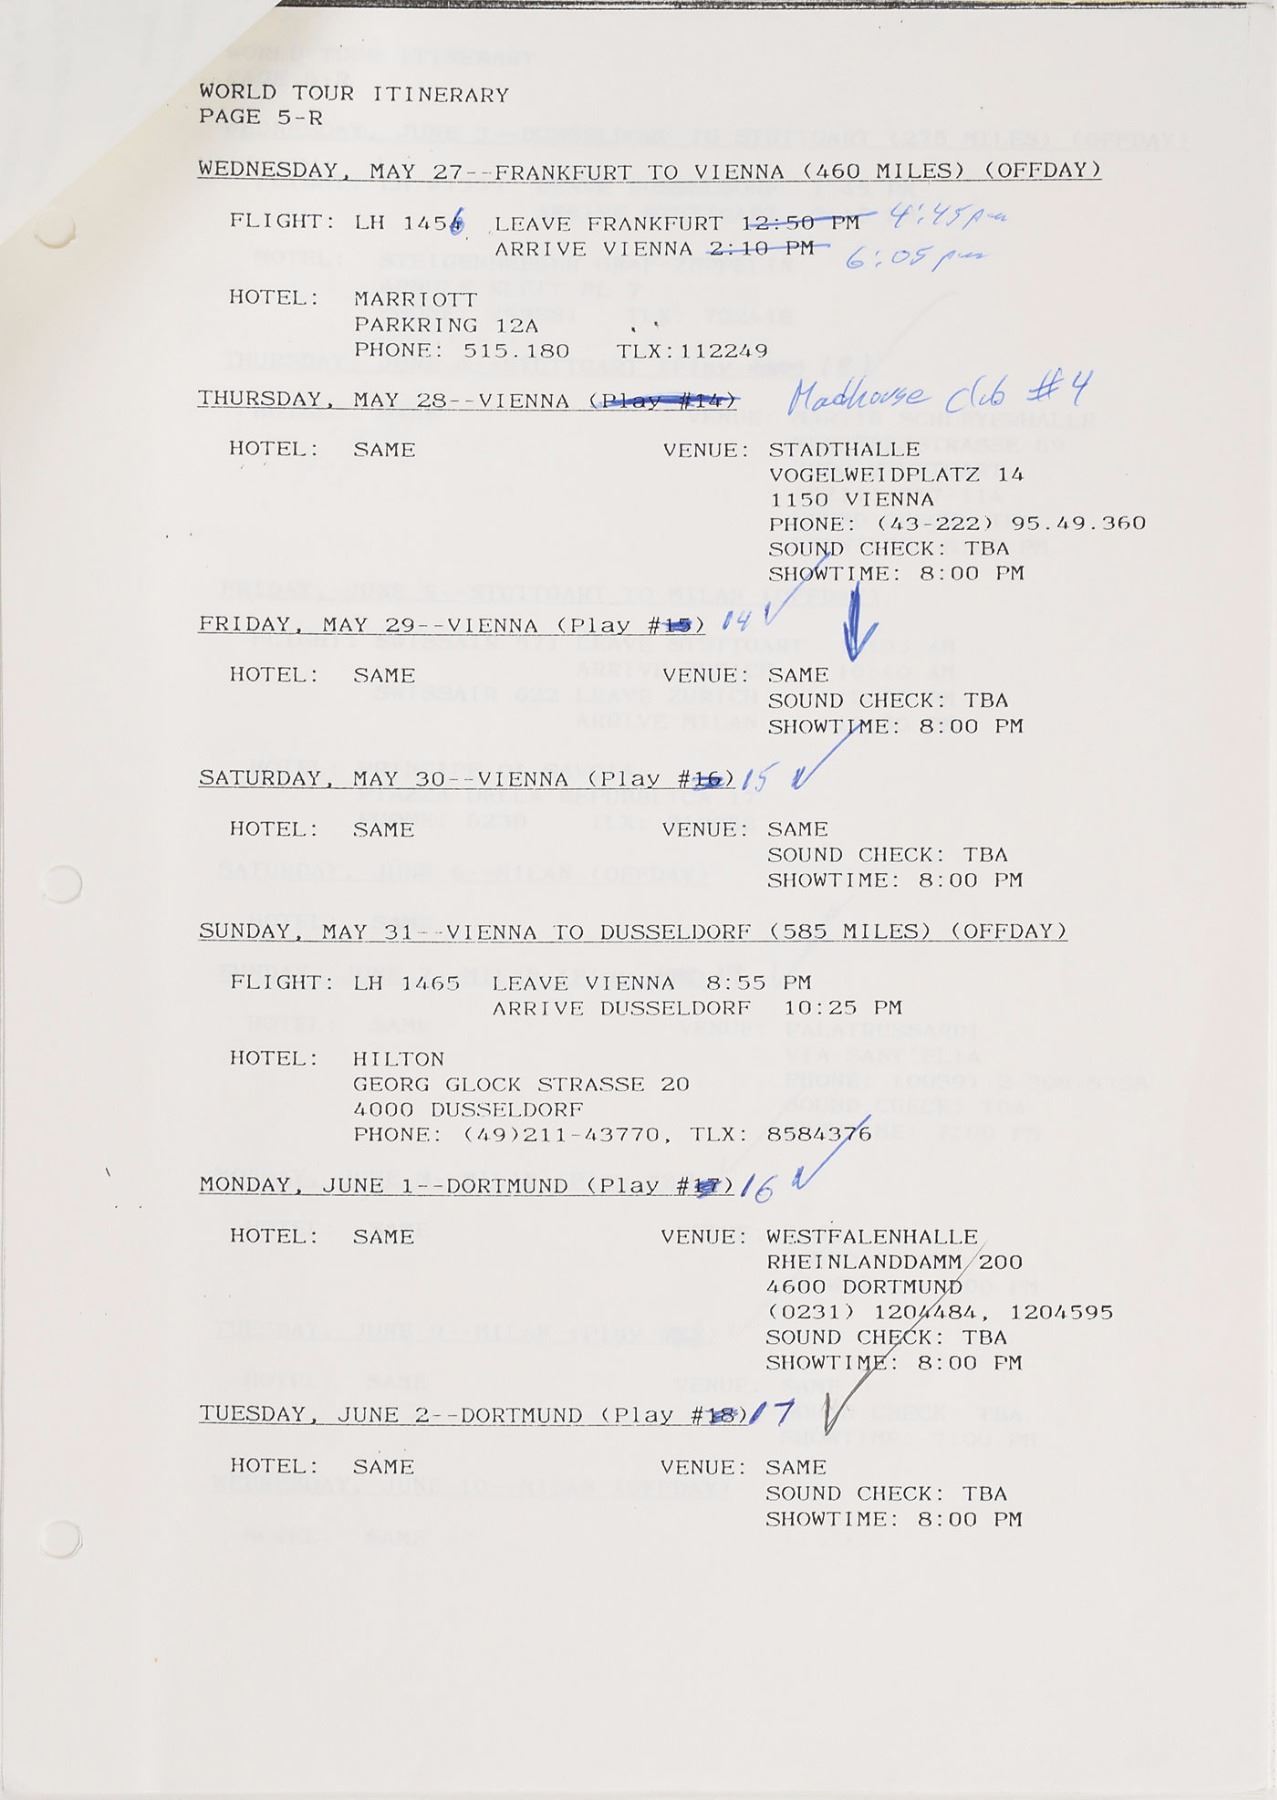 WORLD TOUR ITINERARY
PAGE 5-R
WEDNESDAY, MAY 27--FRANKFURT TO VIENNA (460 MILES) (OFFDAY)
FLIGHT: LH 1456 LEAVE FRANKFURT 12:50 PM 4:45pm
ARRIVE VIENNA 2:10 PM 6:05 pm
HOTEL: MARRIOTT
PARKRING 12A
PHONE: 515.180 TLX:112249
THURSDAY, MAY 28--VIENNA (Play #14) Madhouse Club #4
HOTEL: SAME VENUE: STADTHALLE
VOGELWEIDPLATZ 14
1150 VIENNA
PHONE: (43-222) 95.49.360
SOUND CHECK: TBA
SHOWTIME: 8:00 PM
FRIDAY, MAY 29--VIENNA (Play #15) 14
HOTEL: SAME VENUE: SAME
SOUND CHECK: TBA
SHOWTIME: 8:00 PM
SATURDAY, MAY 30--VIENNA (Play #16) 15
HOTEL: SAME VENUE: SAME
SOUND CHECK: TBA
SHOWTIME: 8:00 PM
SUNDAY, MAY 31--VIENNA TO DUSSELDORF (585 MILES) (OFFDAY)
FLIGHT: LH 1465 LEAVE VIENNA 8:55 PM
ARRIVE DUSSELDORF 10:25 PM
HOTEL: HILTON
GEORG GLOCK STRASSE 20
4000 DUSSELDORF
PHONE: (49)211-43770, TLX: 8584376
MONDAY, JUNE 1--DORTMUND (Play #17) 16
HOTEL: SAME VENUE: WESTFALENHALLE
RHEINLANDDAMM 200
4600 DORTMUND
(0231) 1204484, 1204595
SOUND CHECK: TBA
SHOWTIME: 8:00 PM
TUESDAY, JUNE 2--DORTMUND (Play #18) 17
HOTEL: SAME VENUE: SAME
SOUND CHECK: TBA
SHOWTIME: 8:00 PM